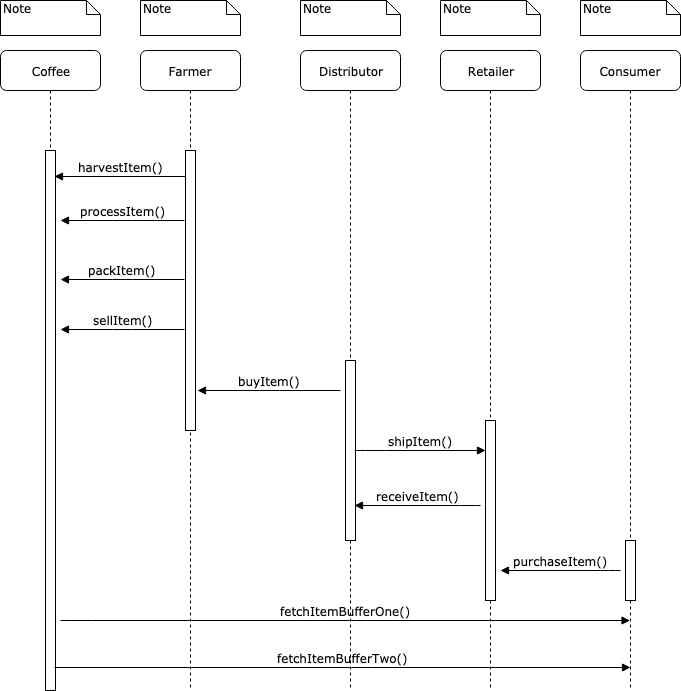 Note
Note
Note
Note
Note
Coffee
Farmer
Distributor
Retailer
Consumer
harvestItem()
processItem()
packItem()
sellItem()
buyItem()
shipItem()
receiveItem()
purchaseItem()
fetchItemBufferOne()
fetchItemBufferTwo()